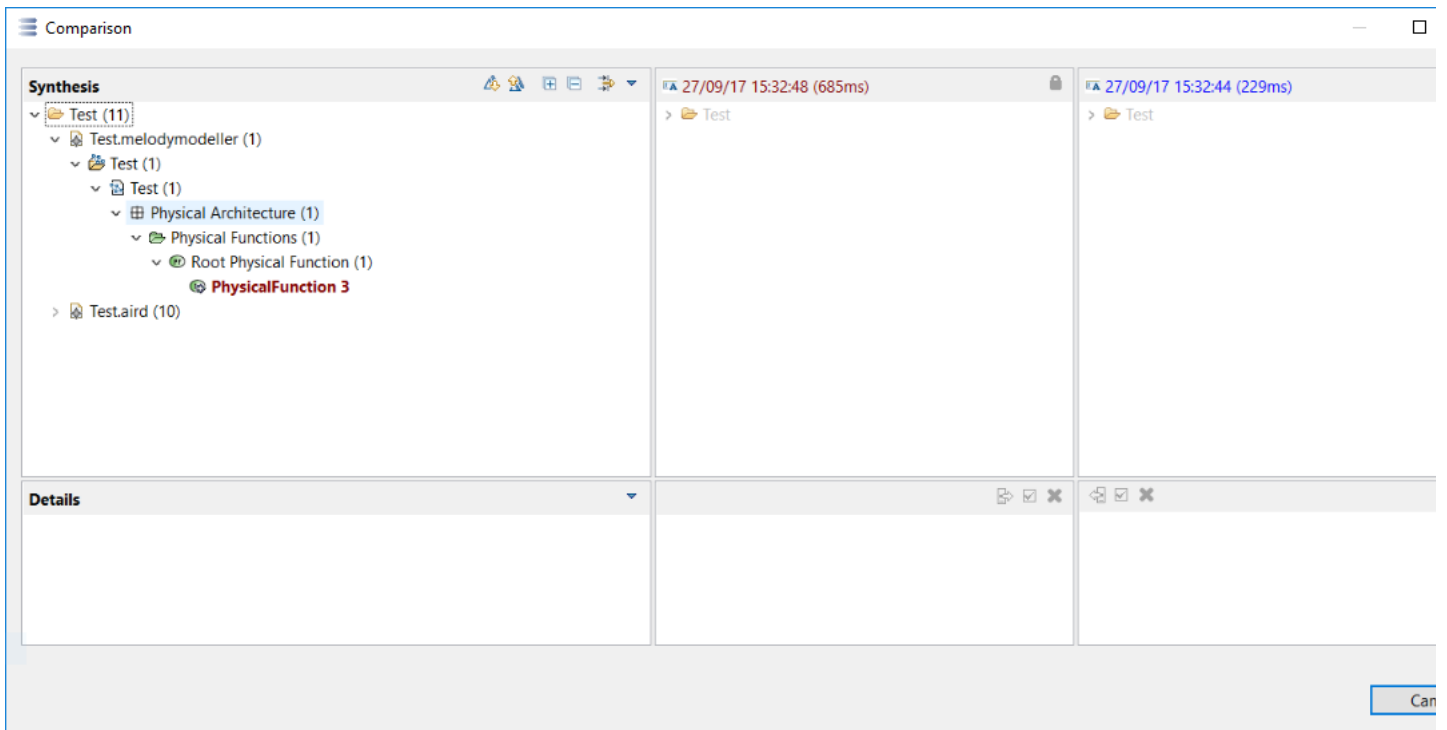 Comparison
Synthesis
Test (11)
Test.melodymodeller (1)
Test (1)
Test (1)
Physical Architecture (1)
Physical Functions (1)
Root Physical Function (1)
PhysicalFunction 3
Test.aird (10)
27/09/17 15:32:48 (685ms)
Test
27/09/17 15:32:44 (229ms)
Test
Details
Can